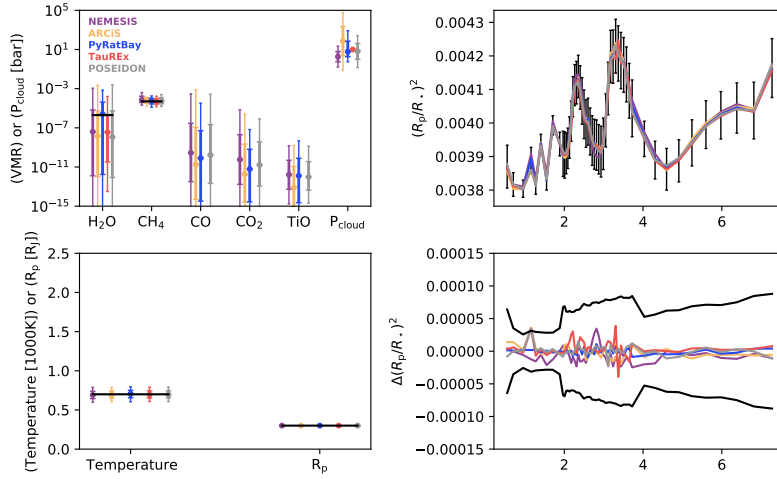 NEMESIS
ARCiS
PyRatBay
TauREx
POSEIDON
(VMR) or (P_cloud [bar])
10^5
10^1
10^−3
10^−7
10^−11
10^−15
H₂O CH₄ CO CO₂ TiO P_cloud
(R_p/R⋆)²
0.0043
0.0042
0.0041
0.0040
0.0039
0.0038
2 4 6
(Temperature [1000K]) or (R_p [R_J])
2.5
2.0
1.5
1.0
0.5
0.0
Temperature R_p
Δ(R_p/R⋆)²
0.00015
0.00010
0.00005
0.00000
−0.00005
−0.00010
−0.00015
2 4 6